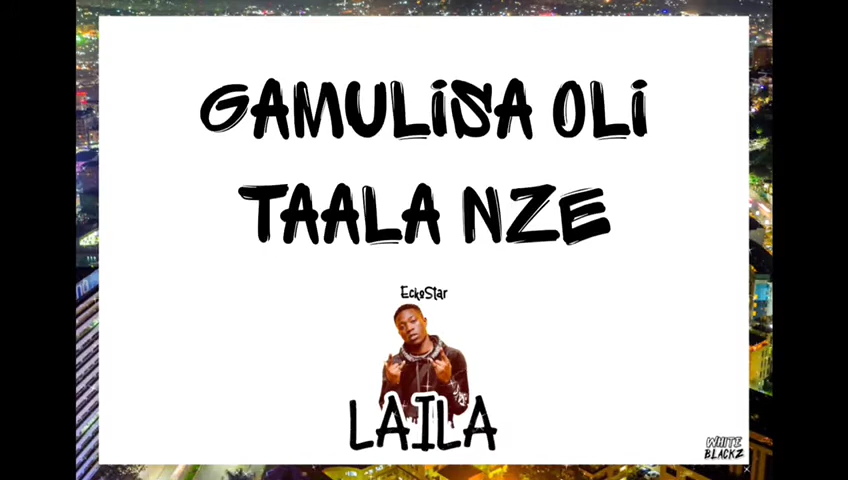 GAMULISA OLI
TAALA NZE
EckoStar
LAILA
WHITE
BLACKZ